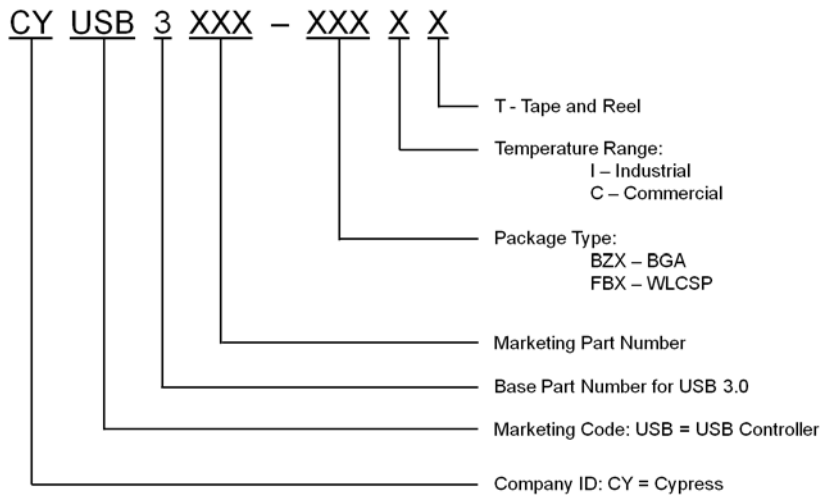 CY USB 3 XXX – XXX X X
T - Tape and Reel
Temperature Range:
I – Industrial
C – Commercial
Package Type:
BZX – BGA
FBX – WLCSP
Marketing Part Number
Base Part Number for USB 3.0
Marketing Code: USB = USB Controller
Company ID: CY = Cypress